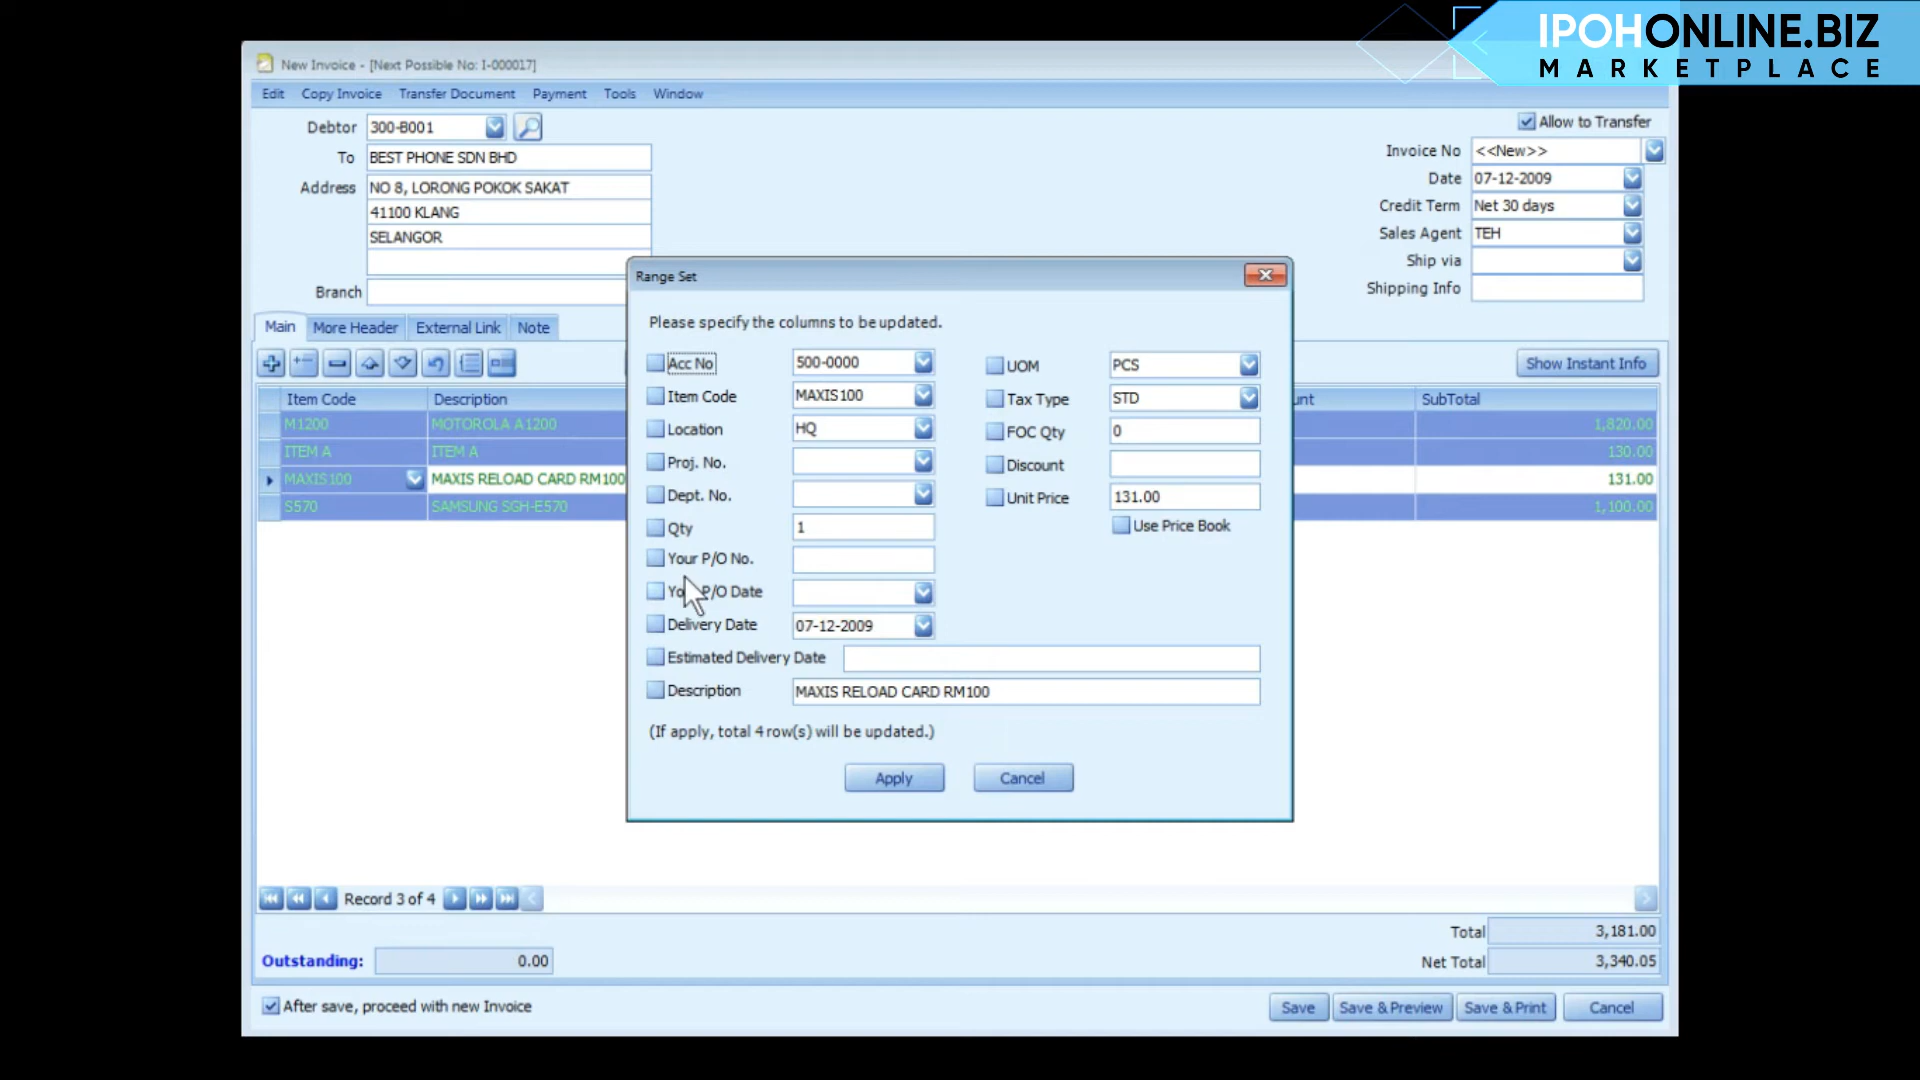 IPOHONLINE.BIZ
MARKETPLACE
New Invoice - [Next Possible No: I-000017]
Edit Copy Invoice Transfer Document Payment Tools Window
Debtor 300-B001
To BEST PHONE SDN BHD
Address NO 8, LORONG POKOK SAKAT
41100 KLANG
SELANGOR
Branch
Allow to Transfer
Invoice No <<New>>
Date 07-12-2009
Credit Term Net 30 days
Sales Agent TEH
Ship via
Shipping Info
Main More Header External Link Note
Show Instant Info
Item Code Description unt SubTotal
M1200 MOTOROLA A1200 1,820.00
ITEM A ITEM A 130.00
MAXIS100 MAXIS RELOAD CARD RM100 131.00
S570 SAMSUNG SGH-E570 1,100.00
Range Set
Please specify the columns to be updated.
Acc No 500-0000
Item Code MAXIS100
Location HQ
Proj. No.
Dept. No.
Qty 1
Your P/O No.
Yo P/O Date
Delivery Date 07-12-2009
Estimated Delivery Date
Description MAXIS RELOAD CARD RM100
UOM PCS
Tax Type STD
FOC Qty 0
Discount
Unit Price 131.00
Use Price Book
(If apply, total 4 row(s) will be updated.)
Apply Cancel
Record 3 of 4
Total 3,181.00
Outstanding: 0.00
Net Total 3,340.05
After save, proceed with new Invoice
Save Save & Preview Save & Print Cancel